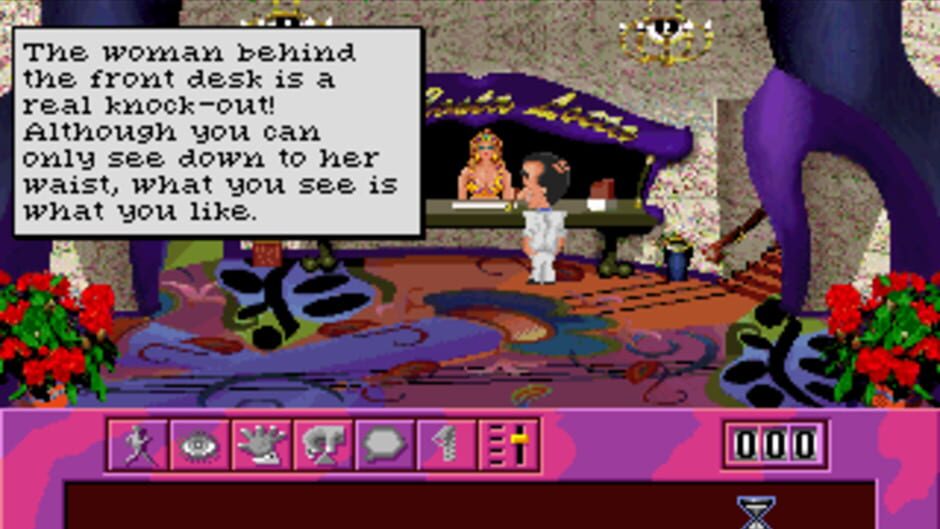 The woman behind
the front desk is a
real knock-out!
Although you can
only see down to her
waist, what you see is
what you like.
000